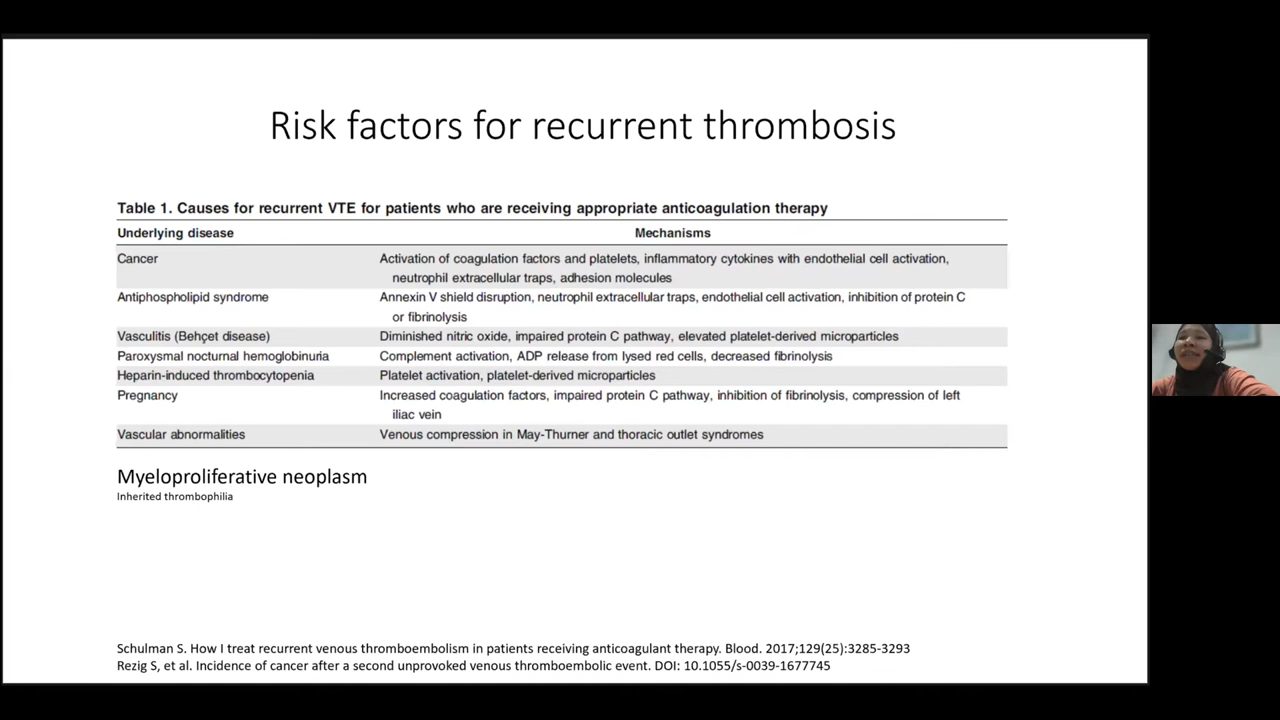 Risk factors for recurrent thrombosis
Table 1. Causes for recurrent VTE for patients who are receiving appropriate anticoagulation therapy
Underlying disease Mechanisms
Cancer Activation of coagulation factors and platelets, inflammatory cytokines with endothelial cell activation,
neutrophil extracellular traps, adhesion molecules
Antiphospholipid syndrome Annexin V shield disruption, neutrophil extracellular traps, endothelial cell activation, inhibition of protein C
or fibrinolysis
Vasculitis (Behçet disease) Diminished nitric oxide, impaired protein C pathway, elevated platelet-derived microparticles
Paroxysmal nocturnal hemoglobinuria Complement activation, ADP release from lysed red cells, decreased fibrinolysis
Heparin-induced thrombocytopenia Platelet activation, platelet-derived microparticles
Pregnancy Increased coagulation factors, impaired protein C pathway, inhibition of fibrinolysis, compression of left
iliac vein
Vascular abnormalities Venous compression in May-Thurner and thoracic outlet syndromes
Myeloproliferative neoplasm
Inherited thrombophilia
Schulman S. How I treat recurrent venous thromboembolism in patients receiving anticoagulant therapy. Blood. 2017;129(25):3285-3293
Rezig S, et al. Incidence of cancer after a second unprovoked venous thromboembolic event. DOI: 10.1055/s-0039-1677745